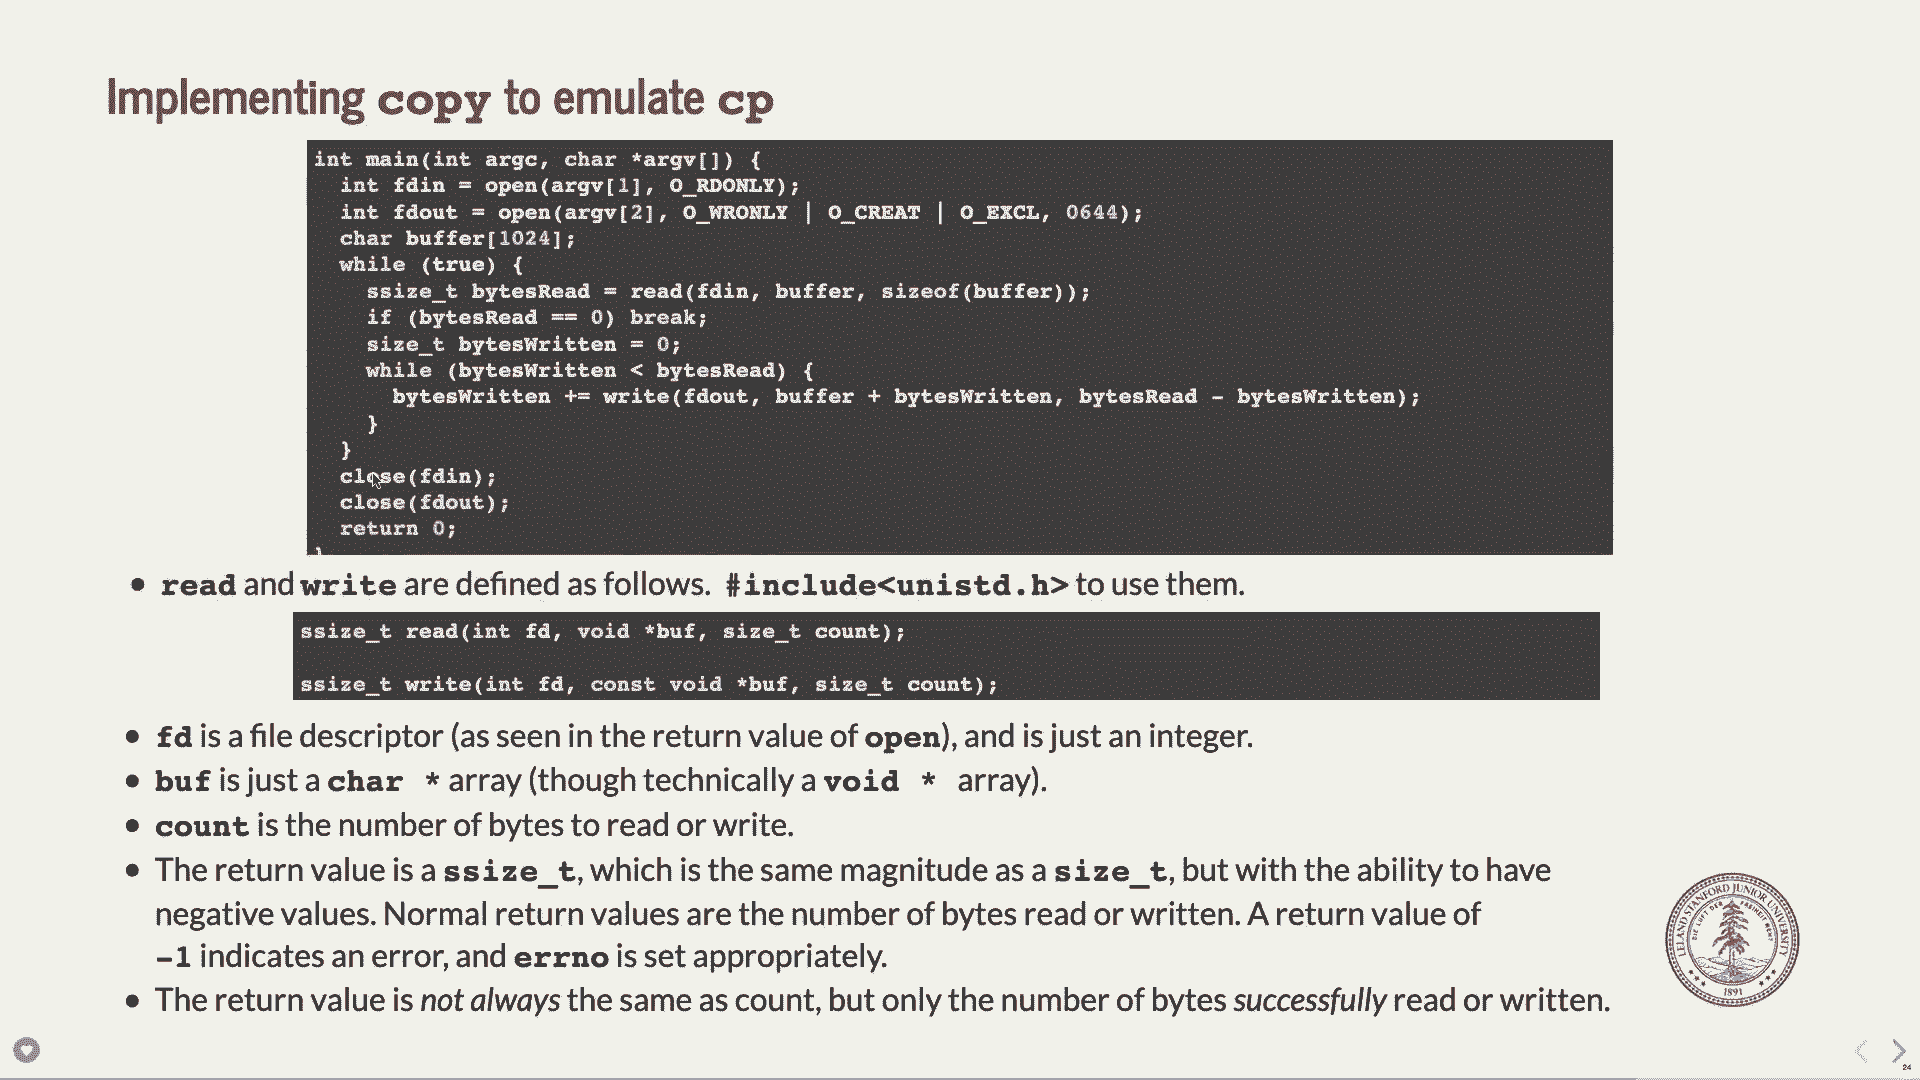 Implementing copy to emulate cp
int main(int argc, char *argv[]) {
  int fdin = open(argv[1], O_RDONLY);
  int fdout = open(argv[2], O_WRONLY | O_CREAT | O_EXCL, 0644);
  char buffer[1024];
  while (true) {
    ssize_t bytesRead = read(fdin, buffer, sizeof(buffer));
    if (bytesRead == 0) break;
    size_t bytesWritten = 0;
    while (bytesWritten < bytesRead) {
      bytesWritten += write(fdout, buffer + bytesWritten, bytesRead - bytesWritten);
    }
  }
  close(fdin);
  close(fdout);
  return 0;
}
• read and write are defined as follows. #include<unistd.h> to use them.
ssize_t read(int fd, void *buf, size_t count);
ssize_t write(int fd, const void *buf, size_t count);
• fd is a file descriptor (as seen in the return value of open), and is just an integer.
• buf is just a char * array (though technically a void * array).
• count is the number of bytes to read or write.
• The return value is a ssize_t, which is the same magnitude as a size_t, but with the ability to have
negative values. Normal return values are the number of bytes read or written. A return value of
-1 indicates an error, and errno is set appropriately.
• The return value is not always the same as count, but only the number of bytes successfully read or written.
LELAND STANFORD JUNIOR UNIVERSITY
DIE LUFT DER FREIHEIT WEHT
1891
24